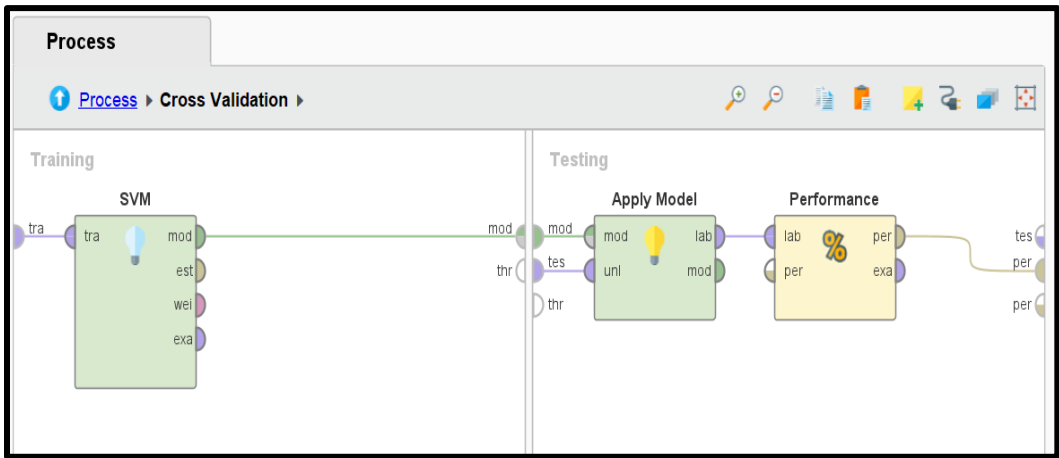 Process
Process Cross Validation
Training
SVM
tra
tra
mod
est
wei
exa
mod
thr
Testing
Apply Model
Performance
mod
tes
thr
mod
unl
lab
mod
lab
per
%
per
exa
tes
per
per